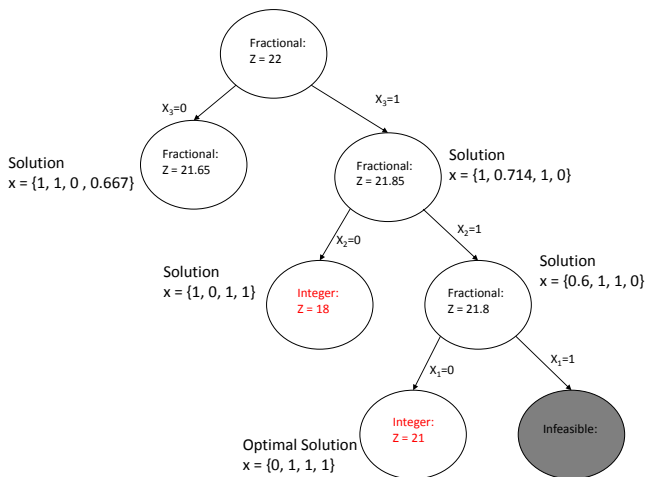 Fractional:
Z = 22
X₃=0
X₃=1
Solution
x = {1, 1, 0 , 0.667}
Fractional:
Z = 21.65
Fractional:
Z = 21.85
Solution
x = {1, 0.714, 1, 0}
X₂=0
X₂=1
Solution
x = {1, 0, 1, 1}
Integer:
Z = 18
Fractional:
Z = 21.8
Solution
x = {0.6, 1, 1, 0}
X₁=0
X₁=1
Integer:
Z = 21
Infeasible:
Optimal Solution
x = {0, 1, 1, 1}